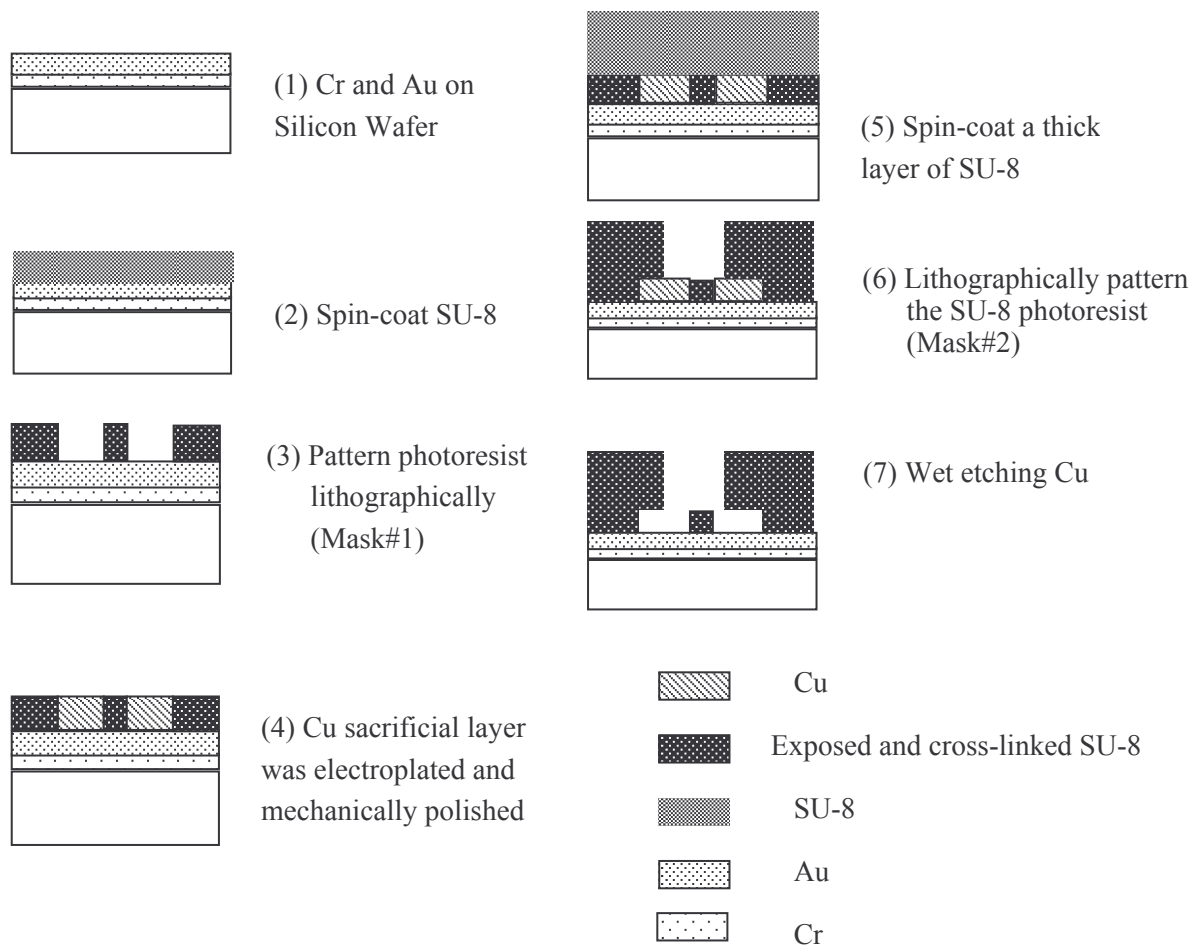 (1) Cr and Au on
Silicon Wafer
(2) Spin-coat SU-8
(3) Pattern photoresist
lithographically
(Mask#1)
(4) Cu sacrificial layer
was electroplated and
mechanically polished
(5) Spin-coat a thick
layer of SU-8
(6) Lithographically pattern
the SU-8 photoresist
(Mask#2)
(7) Wet etching Cu
Cu
Exposed and cross-linked SU-8
SU-8
Au
Cr